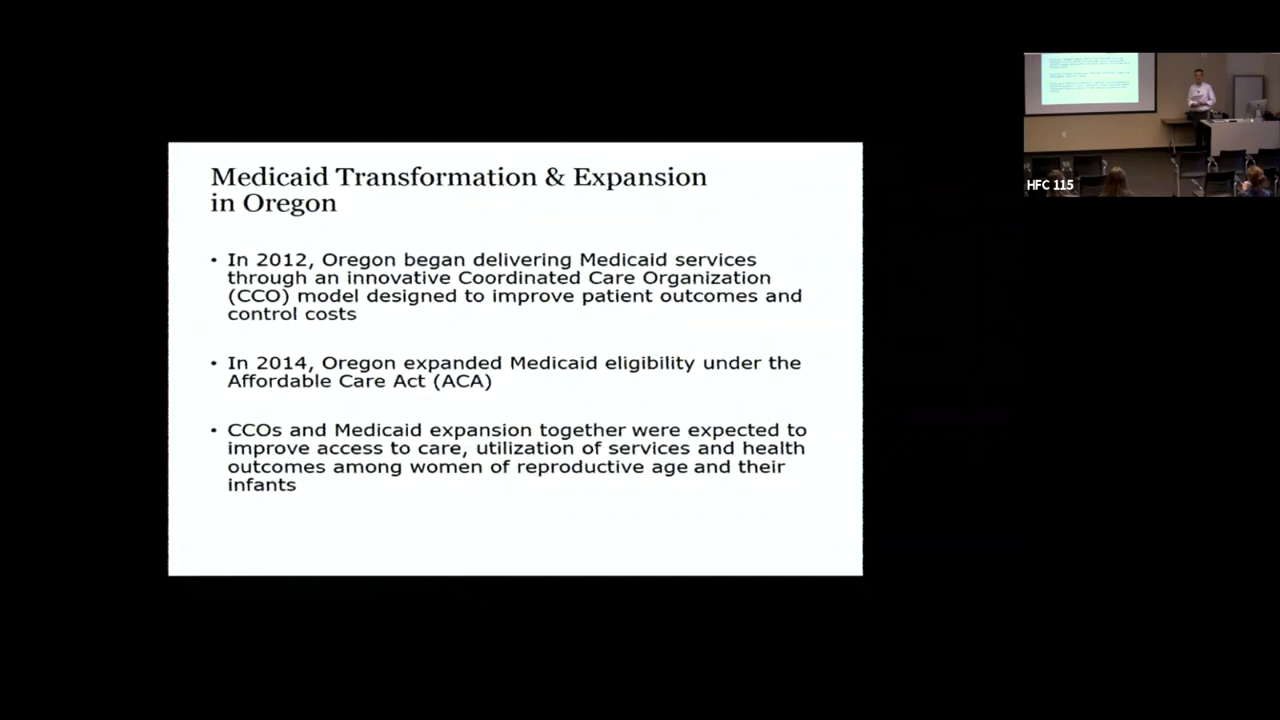 Medicaid Transformation & Expansion
in Oregon
• In 2012, Oregon began delivering Medicaid services
through an innovative Coordinated Care Organization
(CCO) model designed to improve patient outcomes and
control costs
• In 2014, Oregon expanded Medicaid eligibility under the
Affordable Care Act (ACA)
• CCOs and Medicaid expansion together were expected to
improve access to care, utilization of services and health
outcomes among women of reproductive age and their
infants
HFC 115